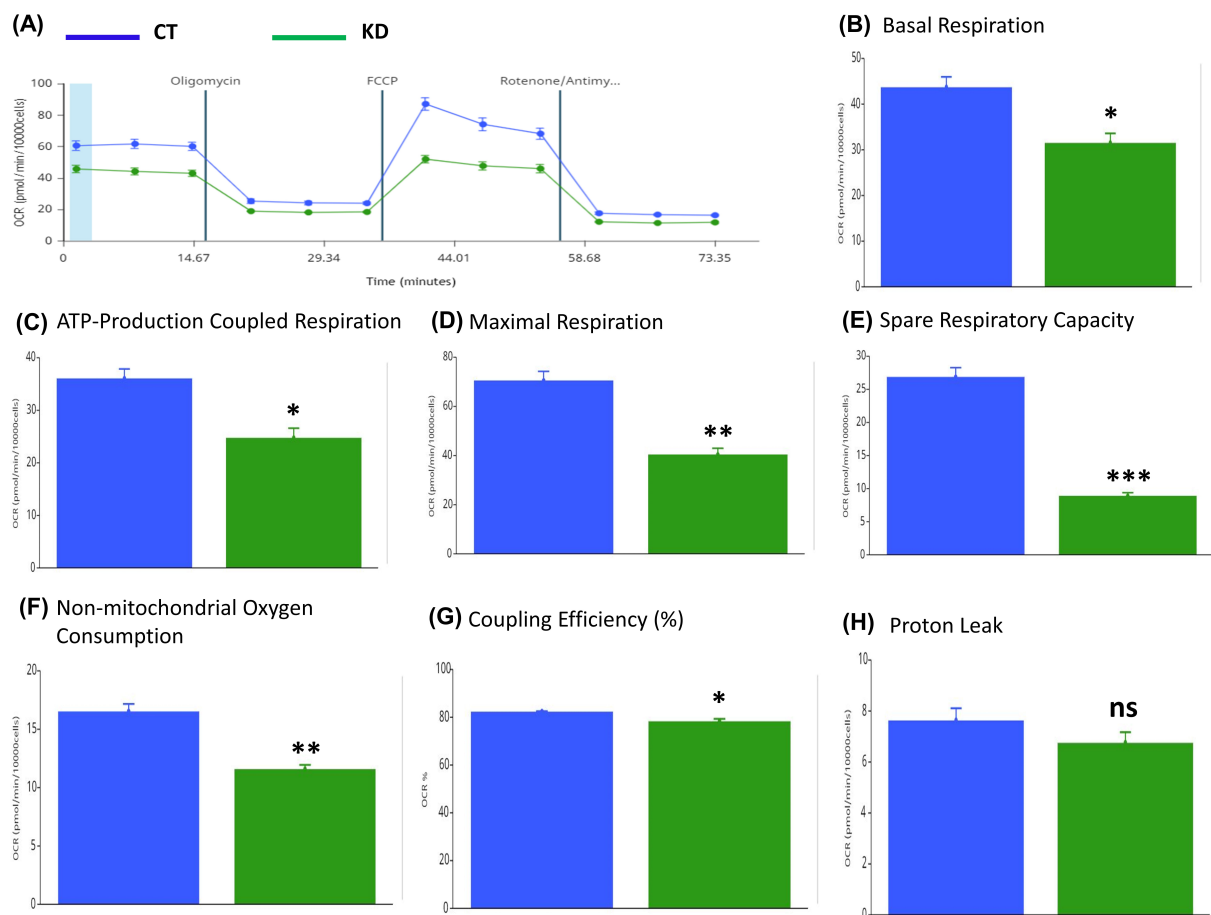 (A) CT KD
Oligomycin FCCP Rotenone/Antimy...
OCR (pmol/min/10000cells)
100
80
60
40
20
0
0 14.67 29.34 44.01 58.68 73.35
Time (minutes)
(B) Basal Respiration
OCR (pmol/min/10000cells)
50
40
30
20
10
0
*
(C) ATP-Production Coupled Respiration
OCR (pmol/min/10000cells)
40
30
20
10
0
*
(D) Maximal Respiration
OCR (pmol/min/10000cells)
80
60
40
20
0
**
(E) Spare Respiratory Capacity
OCR (pmol/min/10000cells)
30
25
20
15
10
5
0
***
(F) Non-mitochondrial Oxygen
Consumption
OCR (pmol/min/10000cells)
20
15
10
5
0
**
(G) Coupling Efficiency (%)
OCR %
100
80
60
40
20
0
*
(H) Proton Leak
OCR (pmol/min/10000cells)
10
8
6
4
2
0
ns